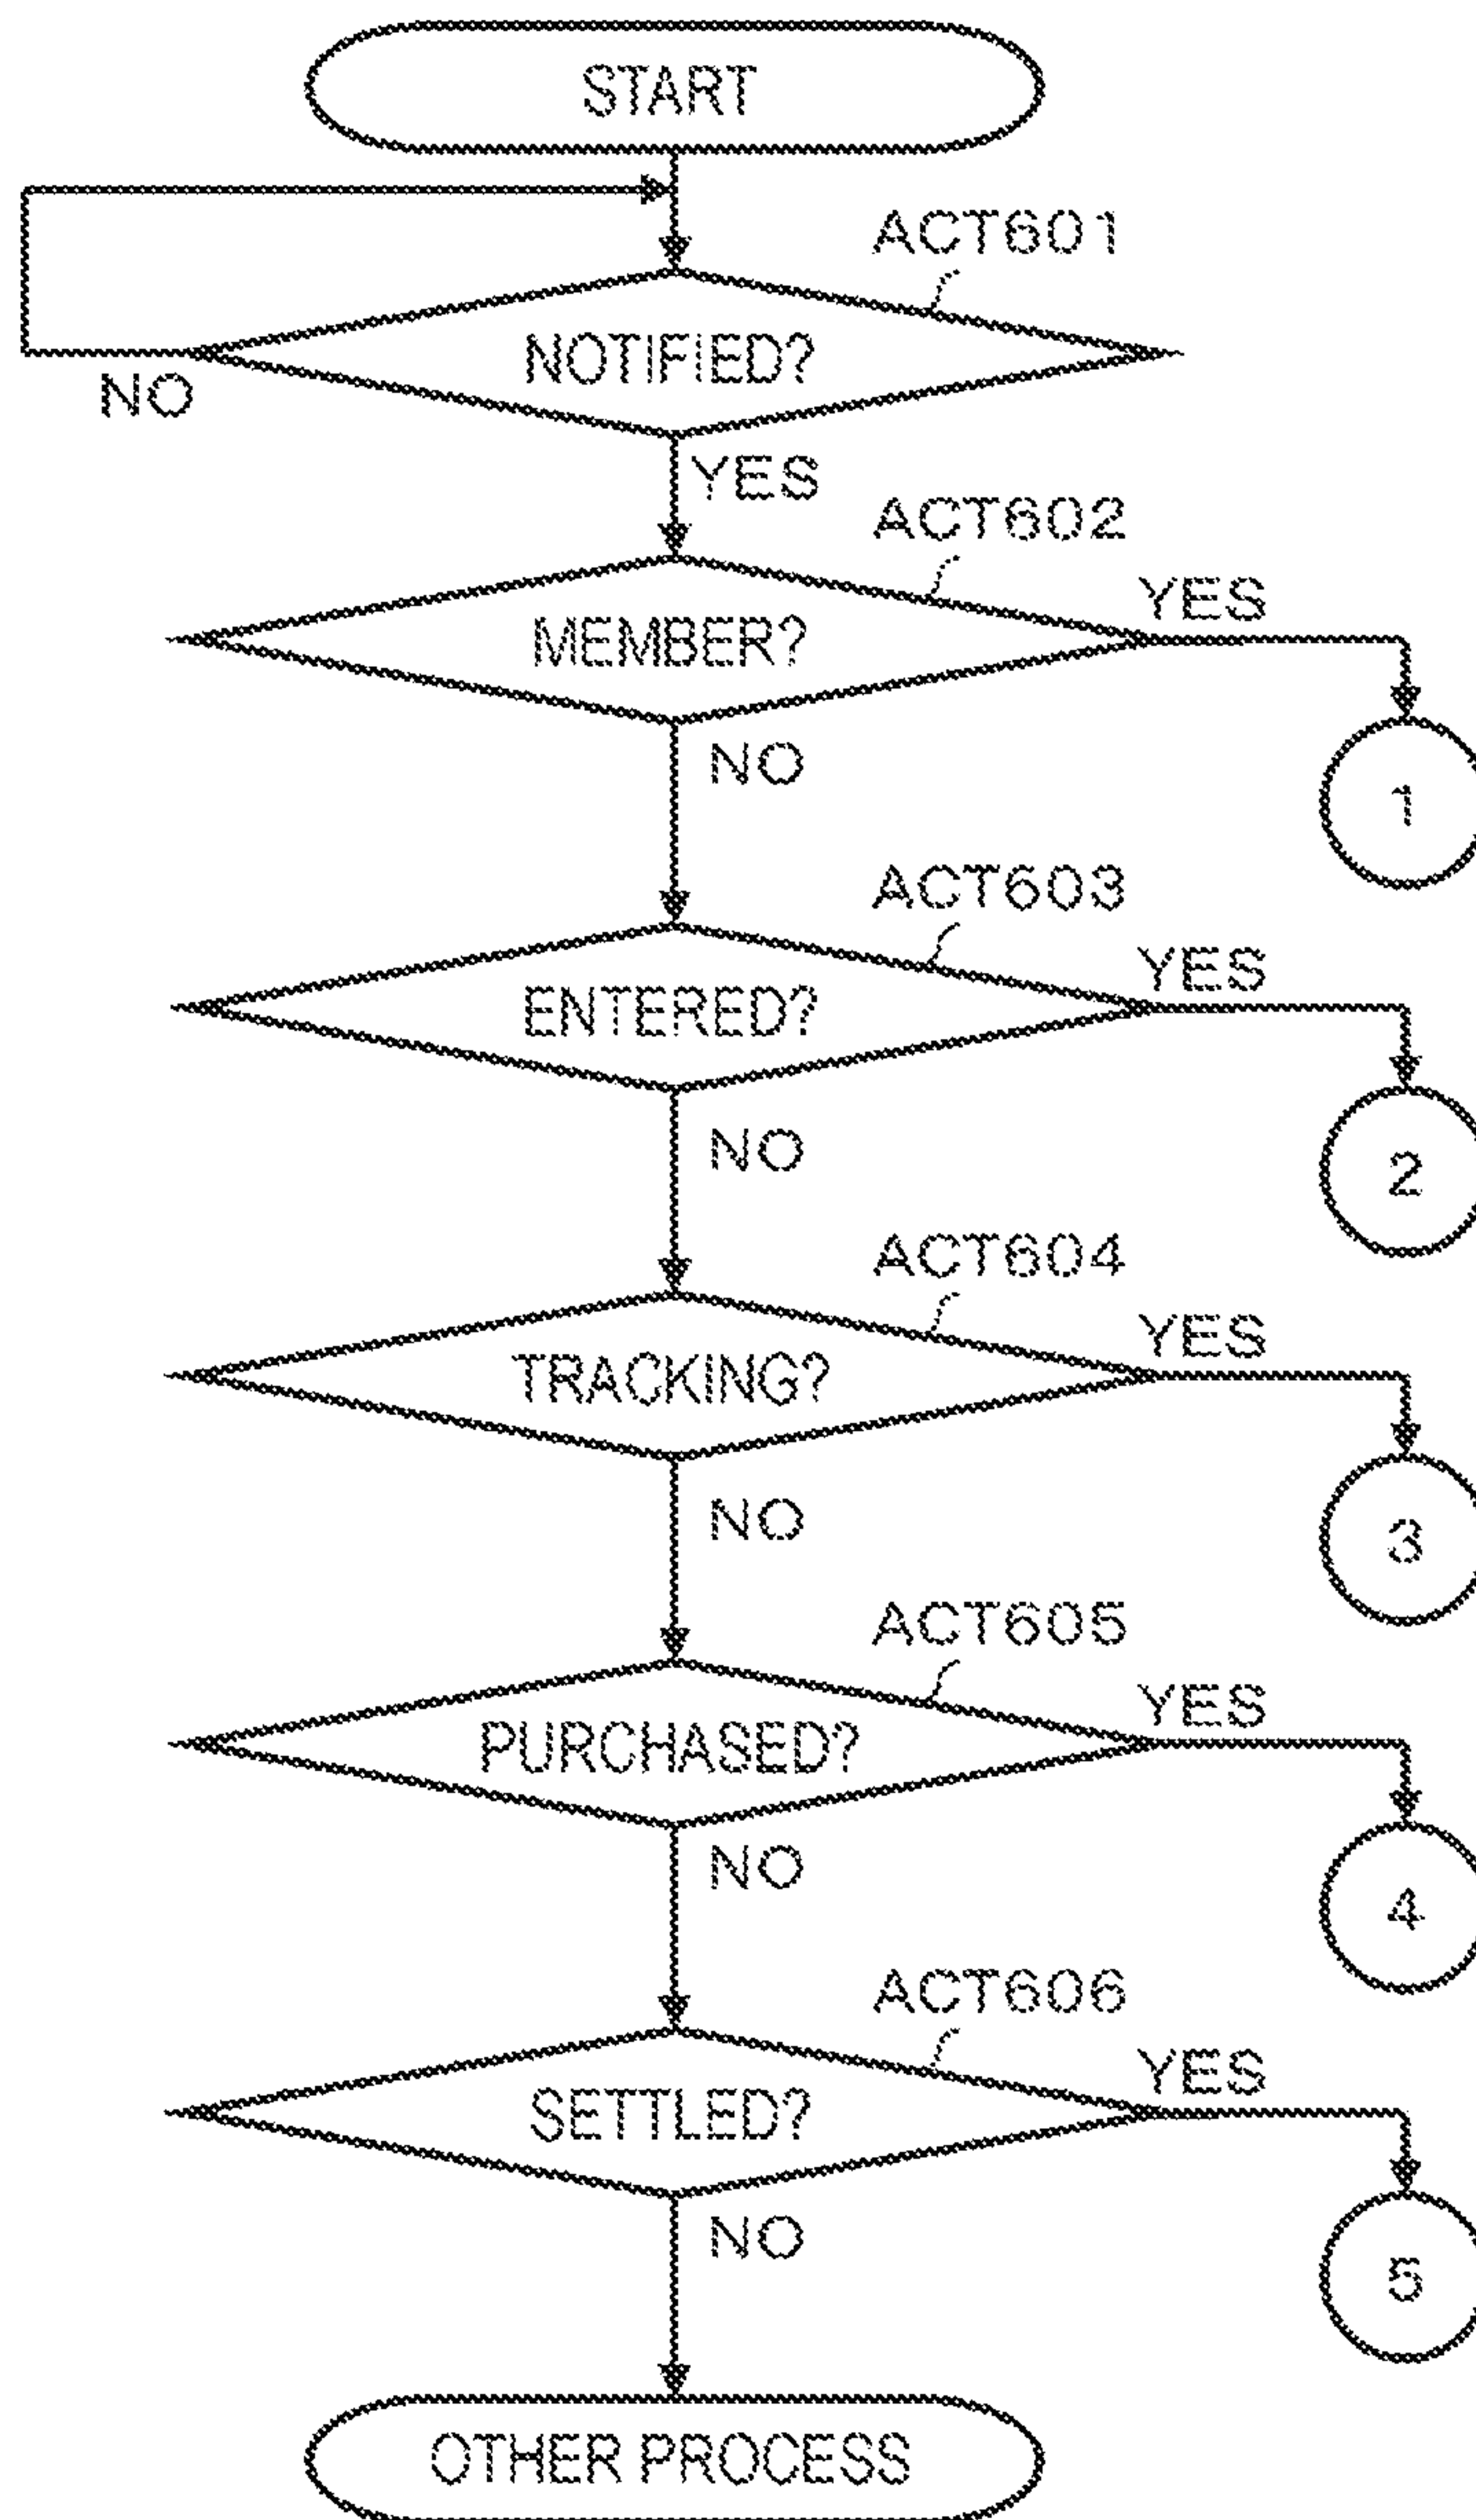 START
ACT601
NOTIFIED?
NO
YES
ACT602
YES
MEMBER?
NO
1
ACT603
YES
ENTERED?
NO
2
ACT604
YES
TRACKING?
NO
3
ACT605
YES
PURCHASED?
NO
4
ACT606
YES
SETTLED?
NO
5
OTHER PROCESS